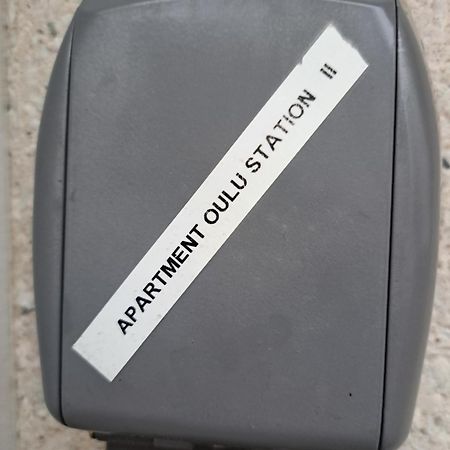 APARTMENT OULU STATION II